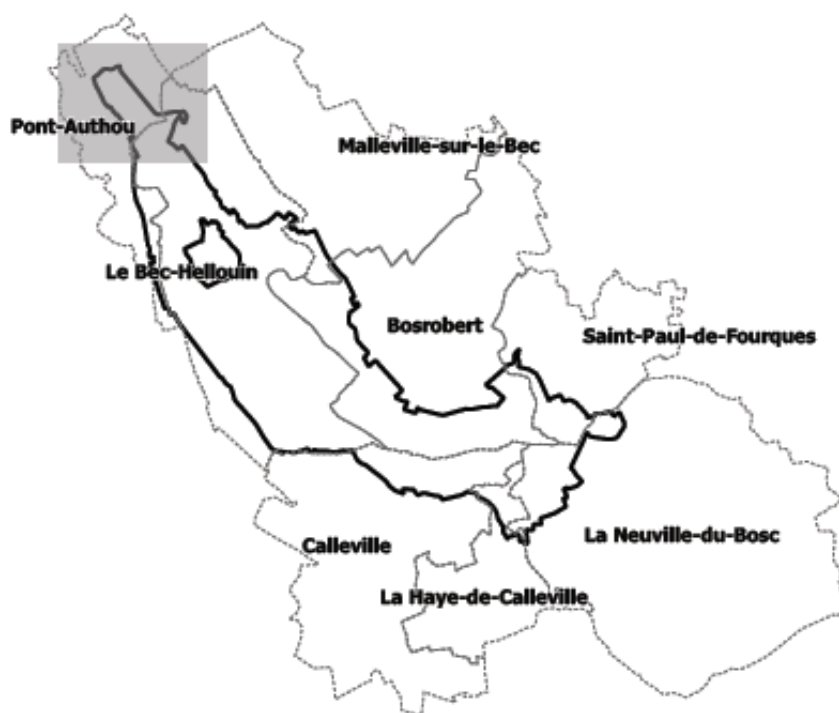 Pont-Authou
Malleville-sur-le-Bec
Le Bec-Hellouin
Bosrobert
Saint-Paul-de-Fourques
La Neuville-du-Bosc
Calleville
La Haye-de-Calleville